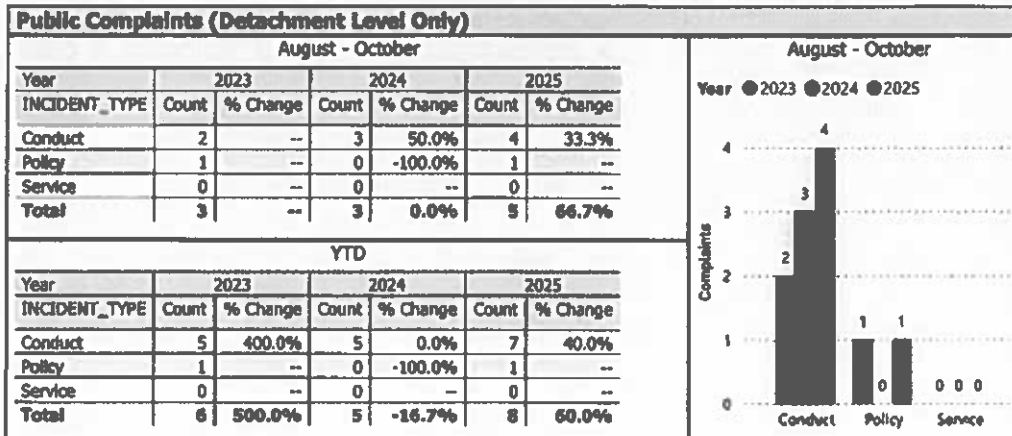 Public Complaints (Detachment Level Only)
August - October
Year 2023 2024 2025
INCIDENT_TYPE Count % Change Count % Change Count % Change
Conduct 2 -- 3 50.0% 4 33.3%
Policy 1 -- 0 -100.0% 1 --
Service 0 -- 0 -- 0 --
Total 3 -- 3 0.0% 5 66.7%
YTD
Year 2023 2024 2025
INCIDENT_TYPE Count % Change Count % Change Count % Change
Conduct 5 400.0% 5 0.0% 7 40.0%
Policy 1 -- 0 -100.0% 1 --
Service 0 -- 0 -- 0 --
Total 6 500.0% 5 -16.7% 8 60.0%
August - October
Year 2023 2024 2025
Complaints
4
3
2
1
0
2 3 4
1 0 1
0 0 0
Conduct Policy Service